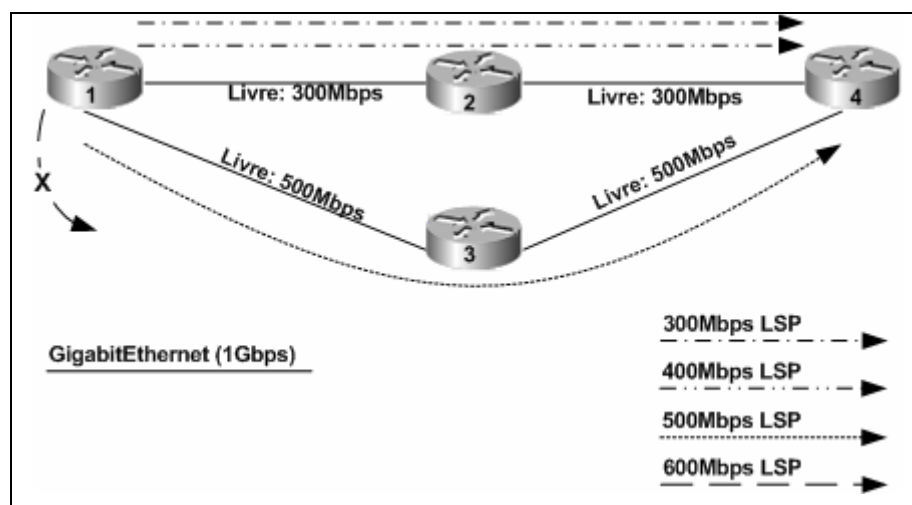 1
2
4
Livre: 300Mbps
Livre: 300Mbps
Livre: 500Mbps
Livre: 500Mbps
X
3
300Mbps LSP
GigabitEthernet (1Gbps)
400Mbps LSP
500Mbps LSP
600Mbps LSP